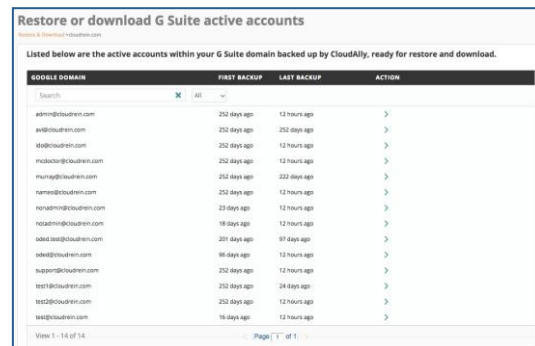 Restore or download G Suite active accounts
Restore & Download > cloudrein.com
Listed below are the active accounts within your G Suite domain backed up by CloudAlly, ready for restore and download.
GOOGLE DOMAIN FIRST BACKUP LAST BACKUP ACTION
Search All
admin@cloudrein.com 252 days ago 12 hours ago
avi@cloudrein.com 252 days ago 252 days ago
ido@cloudrein.com 252 days ago 12 hours ago
mcdoctor@cloudrein.com 252 days ago 12 hours ago
murray@cloudrein.com 252 days ago 222 days ago
nameo@cloudrein.com 252 days ago 12 hours ago
nonadmin@cloudrein.com 23 days ago 12 hours ago
notadmin@cloudrein.com 18 days ago 12 hours ago
oded.test@cloudrein.com 201 days ago 97 days ago
oded@cloudrein.com 96 days ago 12 hours ago
support@cloudrein.com 252 days ago 12 hours ago
test1@cloudrein.com 252 days ago 24 days ago
test2@cloudrein.com 252 days ago 12 hours ago
test@cloudrein.com 16 days ago 12 hours ago
View 1 - 14 of 14 Page 1 of 1